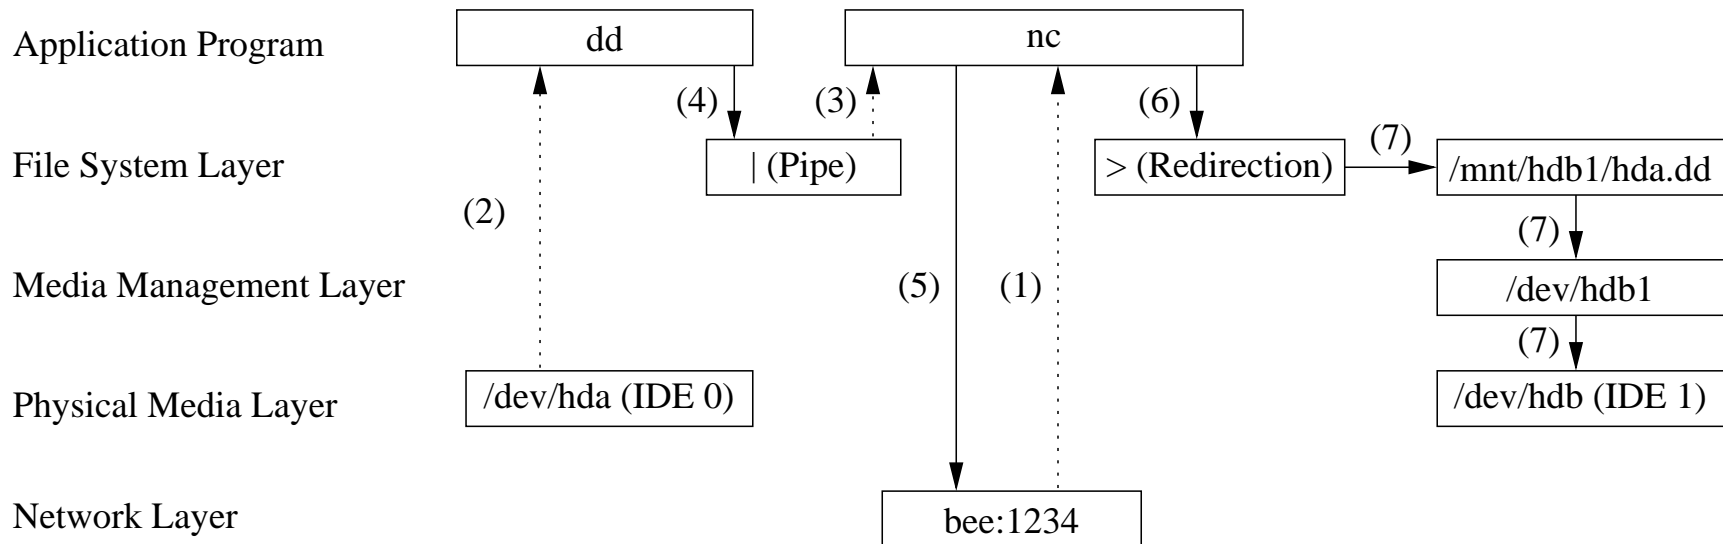 Application Program
dd
nc
(4)
(3)
(6)
(7)
File System Layer
| (Pipe)
> (Redirection)
/mnt/hdb1/hda.dd
(2)
(7)
Media Management Layer
(5)
(1)
/dev/hdb1
(7)
Physical Media Layer
/dev/hda (IDE 0)
/dev/hdb (IDE 1)
Network Layer
bee:1234